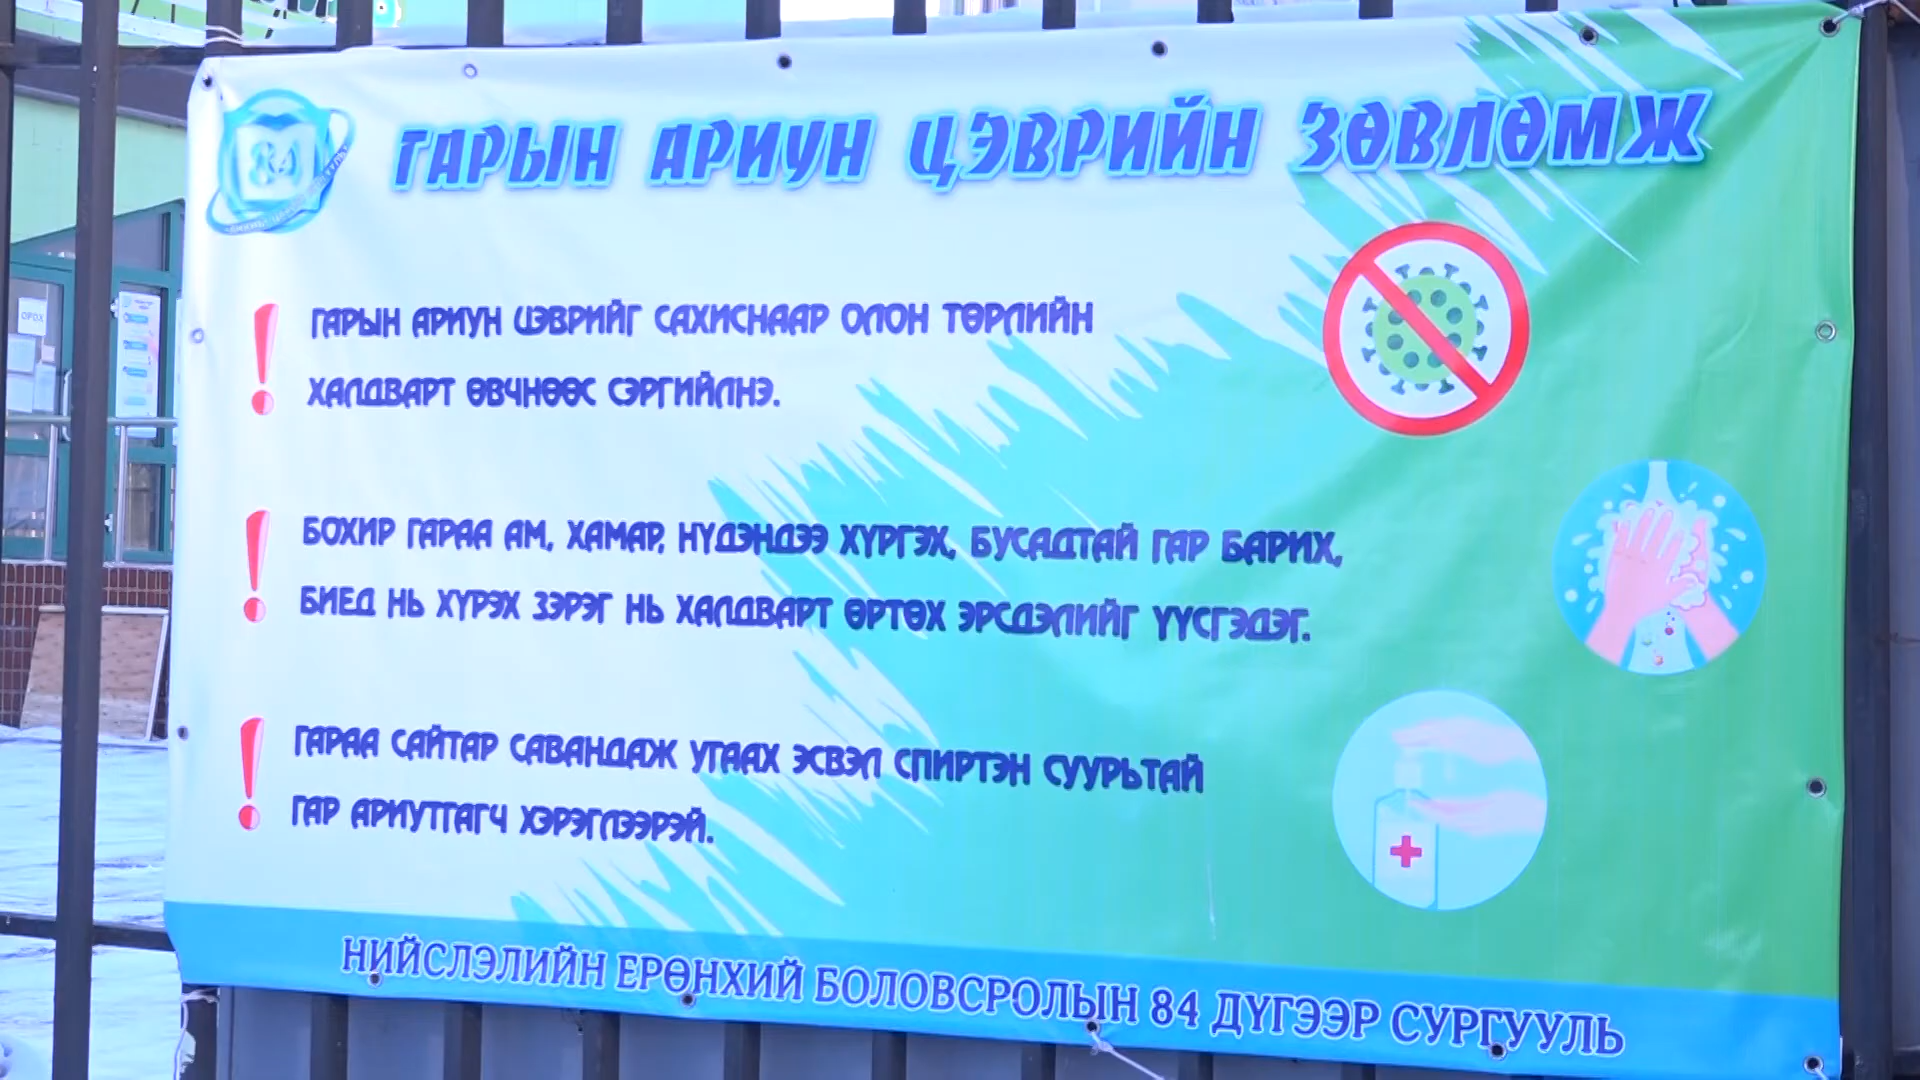 84
ГАРЫН АРИУН ЦЭВРИЙН ЗӨВЛӨМЖ
ГАРЫН АРИУН ЦЭВРИЙГ САХИСНААР ОЛОН ТӨРЛИЙН
ХАЛДВАРТ ӨВЧНӨӨС СЭРГИЙЛНЭ.
БОХИР ГАРАА АМ, ХАМАР, НҮДЭНДЭЭ ХҮРГЭХ, БУСАДТАЙ ГАР БАРИХ,
БИЕД НЬ ХҮРЭХ ЗЭРЭГ НЬ ХАЛДВАРТ ӨРТӨХ ЭРСДЭЛИЙГ ҮҮСГЭДЭГ.
ГАРАА САЙТАР САВАНДАЖ УГААХ ЭСВЭЛ СПИРТЭН СУУРЬТАЙ
ГАР АРИУТГАГЧ ХЭРЭГЛЭЭРЭЙ.
НИЙСЛЭЛИЙН ЕРӨНХИЙ БОЛОВСРОЛЫН 84 ДҮГЭЭР СУРГУУЛЬ
ОРОХ